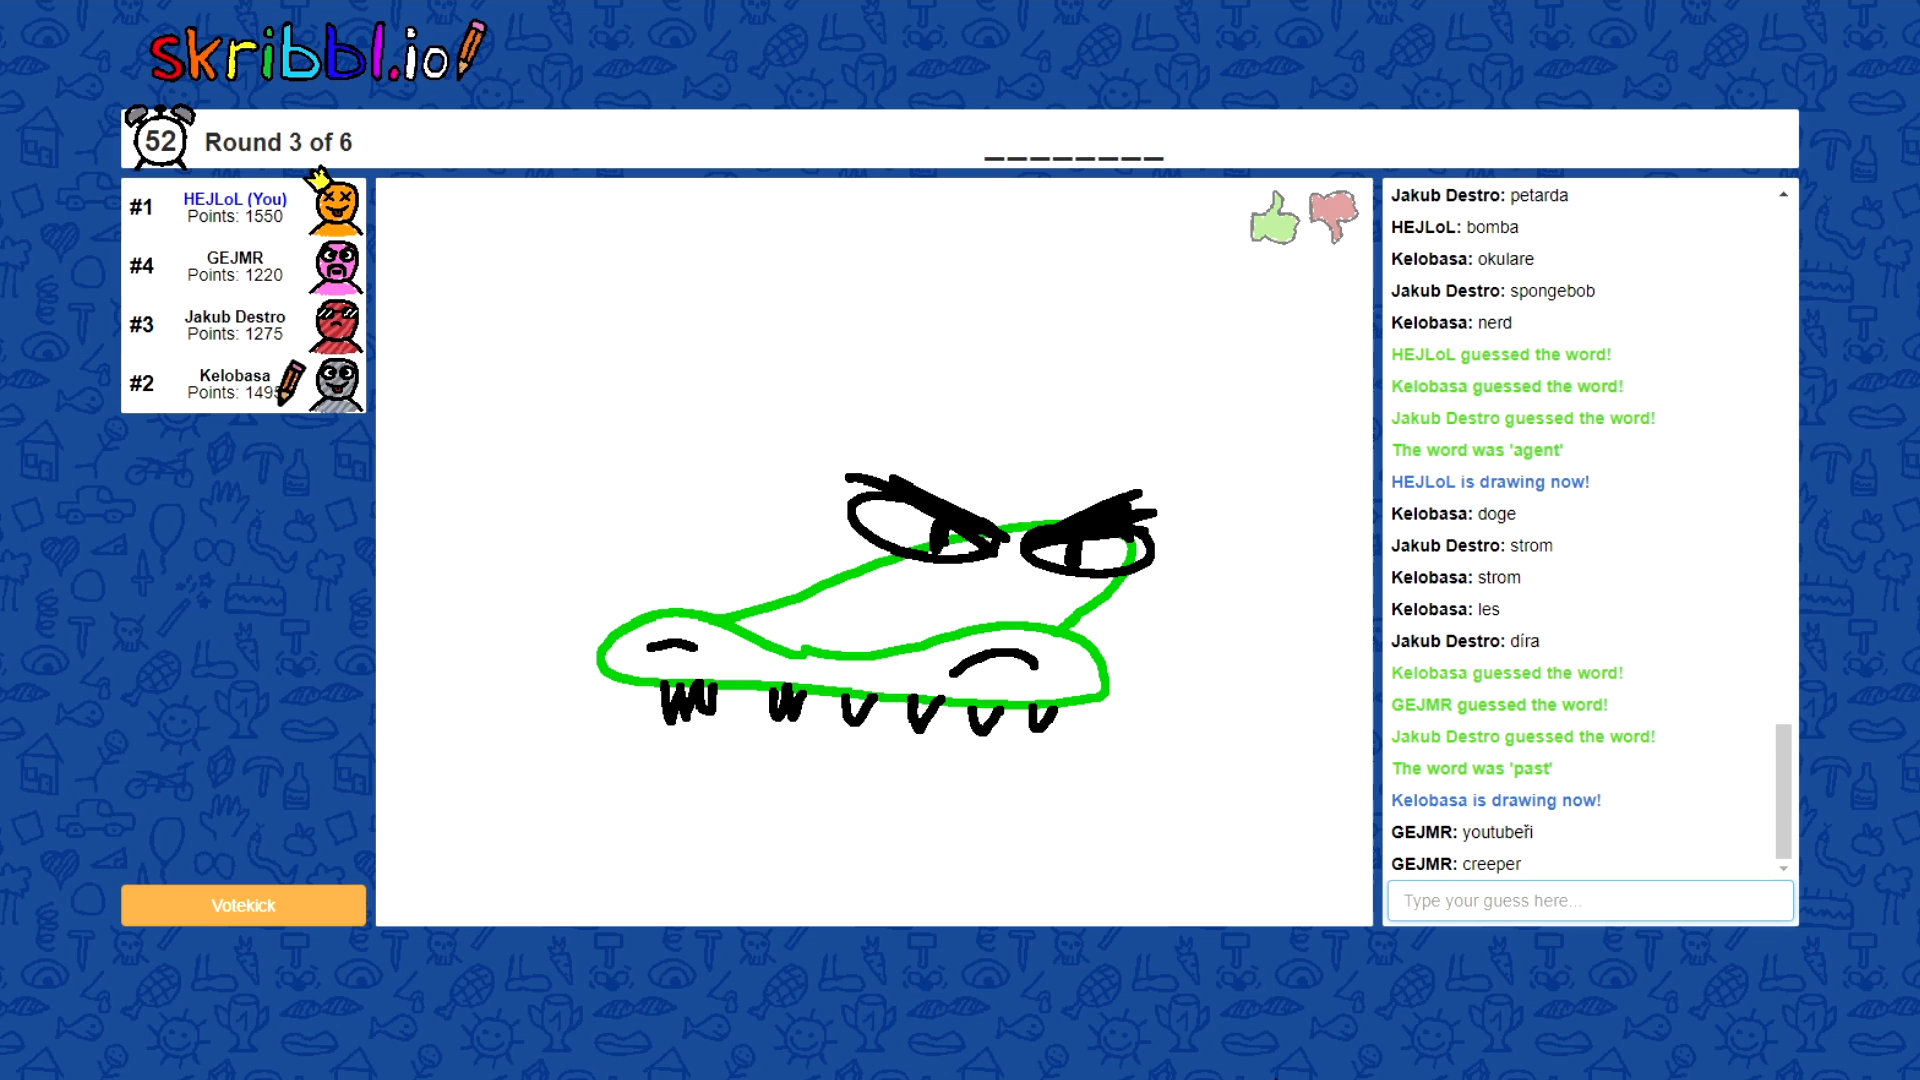 skribbl.io
52
Round 3 of 6
________
#1
HEJLoL (You)
Points: 1550
#4
GEJMR
Points: 1220
#3
Jakub Destro
Points: 1275
#2
Kelobasa
Points: 1495
Votekick
Jakub Destro: petarda
HEJLoL: bomba
Kelobasa: okulare
Jakub Destro: spongebob
Kelobasa: nerd
HEJLoL guessed the word!
Kelobasa guessed the word!
Jakub Destro guessed the word!
The word was 'agent'
HEJLoL is drawing now!
Kelobasa: doge
Jakub Destro: strom
Kelobasa: strom
Kelobasa: les
Jakub Destro: díra
Kelobasa guessed the word!
GEJMR guessed the word!
Jakub Destro guessed the word!
The word was 'past'
Kelobasa is drawing now!
GEJMR: youtubeři
GEJMR: creeper
Type your guess here...